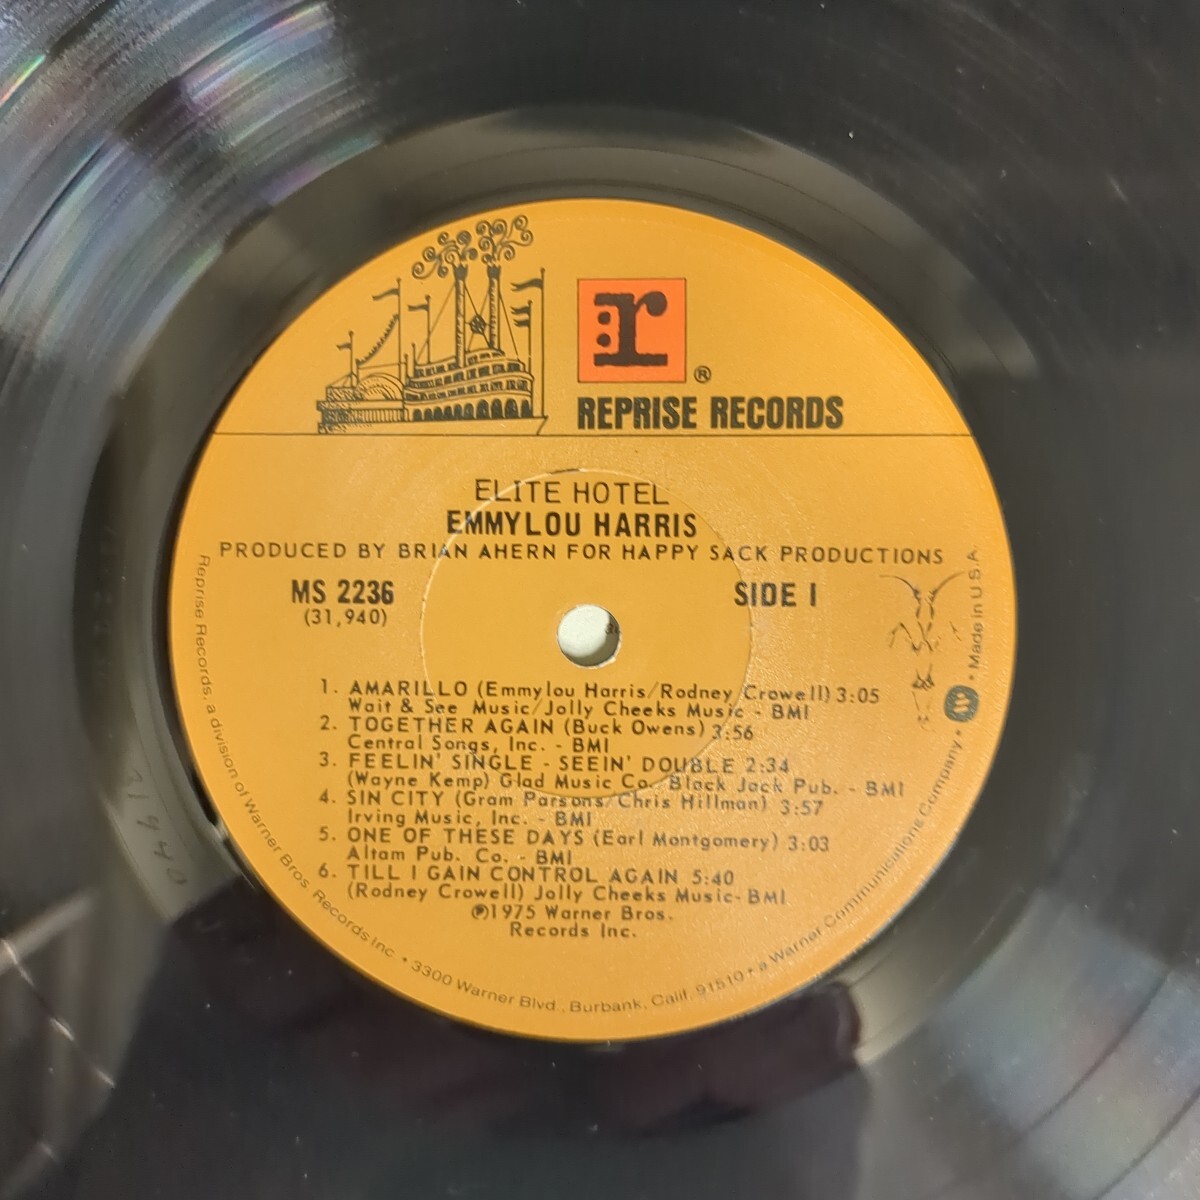 r
®
REPRISE RECORDS
ELITE HOTEL
EMMYLOU HARRIS
PRODUCED BY BRIAN AHERN FOR HAPPY SACK PRODUCTIONS
MS 2236
SIDE 1
(31,940)
1. AMARILLO (Emmylou Harris/Rodney Crowell) 3:05
Wait & See Music/Jolly Cheeks Music - BMI
2. TOGETHER AGAIN (Buck Owens) 3:56
Central Songs, Inc. - BMI
3. FEELIN' SINGLE - SEEIN' DOUBLE 2:34
(Wayne Kemp) Glad Music Co. Black Jack Pub. - BMI
4. SIN CITY (Gram Parsons/Chris Hillman) 3:57
Irving Music, Inc. - BMI
5. ONE OF THESE DAYS (Earl Montgomery) 3:03
Altam Pub. Co. - BMI
6. TILL I GAIN CONTROL AGAIN 5:40
(Rodney Crowell) Jolly Cheeks Music-BMI
℗1975 Warner Bros.
Records Inc.
Reprise Records, a division of Warner Bros. Records Inc. • 3300 Warner Blvd., Burbank, Calif. 91510 • a Warner Communications Company • Made in U.S.A.